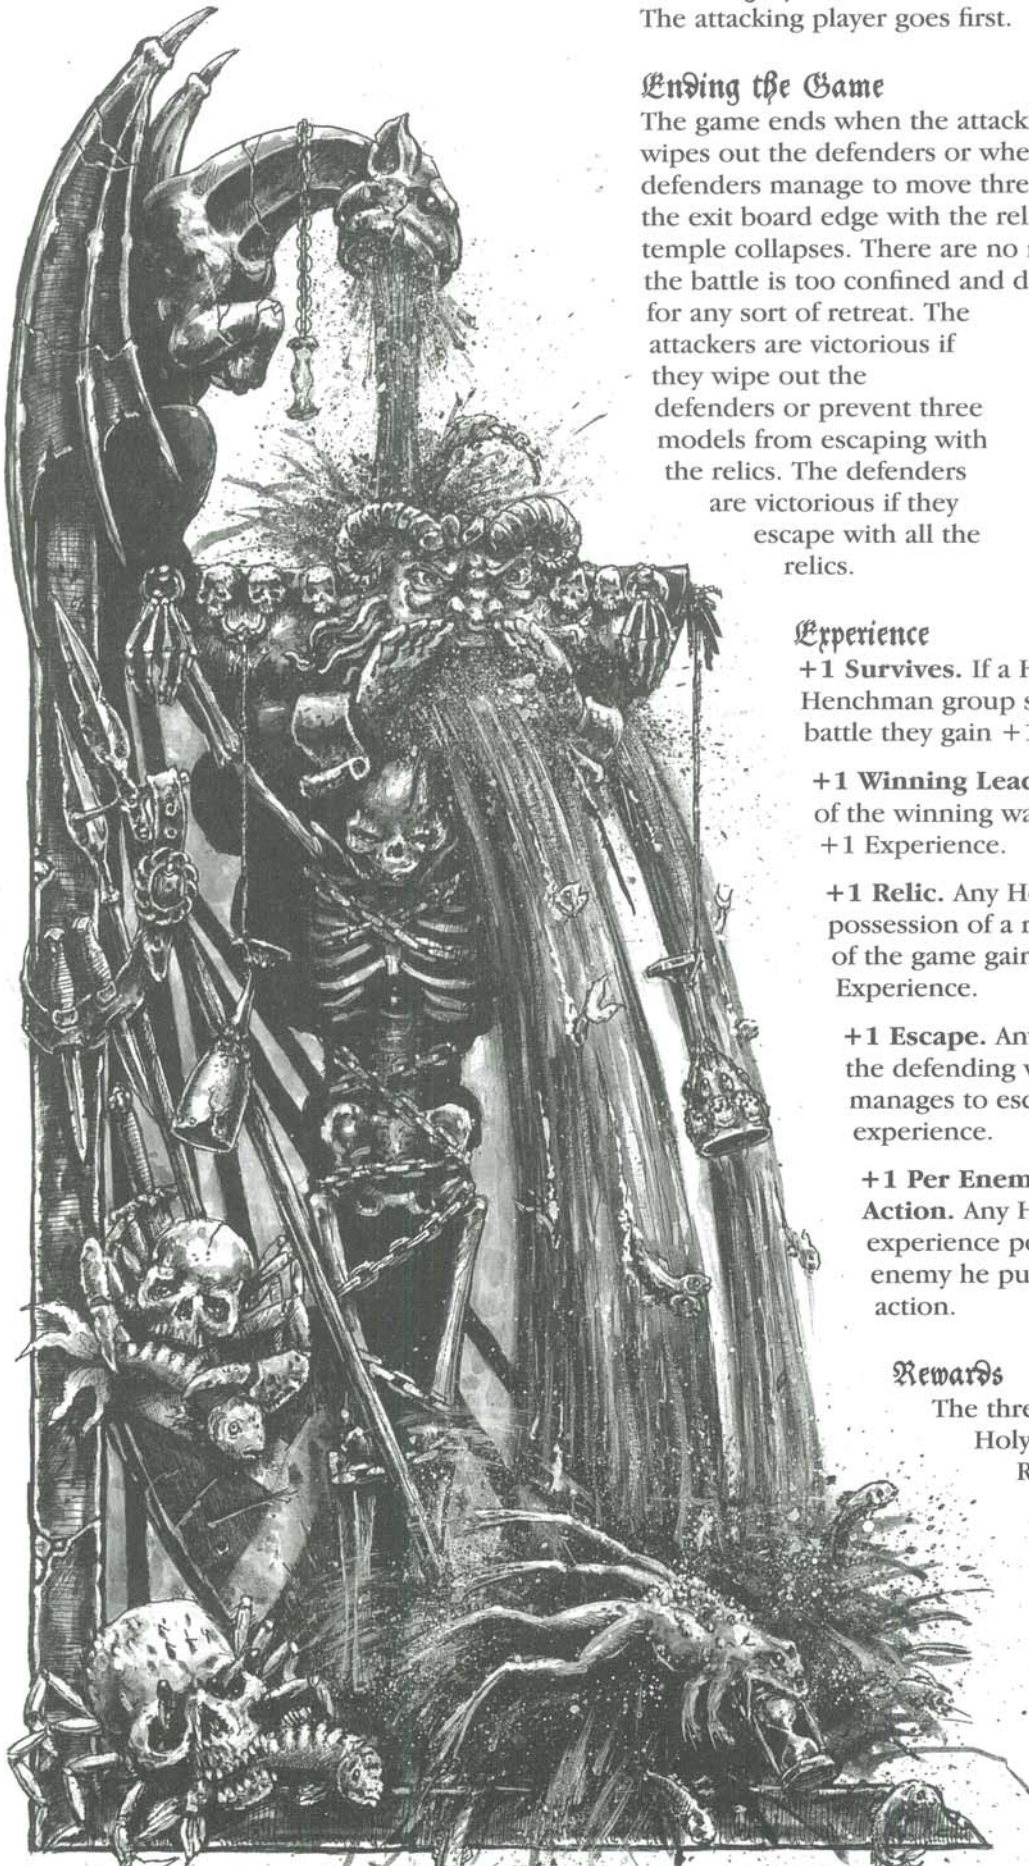 The attacking player goes first.
Ending the Game
The game ends when the attack
wipes out the defenders or whe
defenders manage to move thre
the exit board edge with the rel
temple collapses. There are no
the battle is too confined and d
for any sort of retreat. The
attackers are victorious if
they wipe out the
defenders or prevent three
models from escaping with
the relics. The defenders
are victorious if they
escape with all the
relics.
Experience
+1 Survives. If a H
Henchman group s
battle they gain +1
+1 Winning Lead
of the winning wa
+1 Experience.
+1 Relic. Any He
possession of a r
of the game gain
Experience.
+1 Escape. An
the defending
manages to esc
experience.
+1 Per Enem
Action. Any H
experience pe
enemy he pu
action.
Rewards
The thre
Holy
R